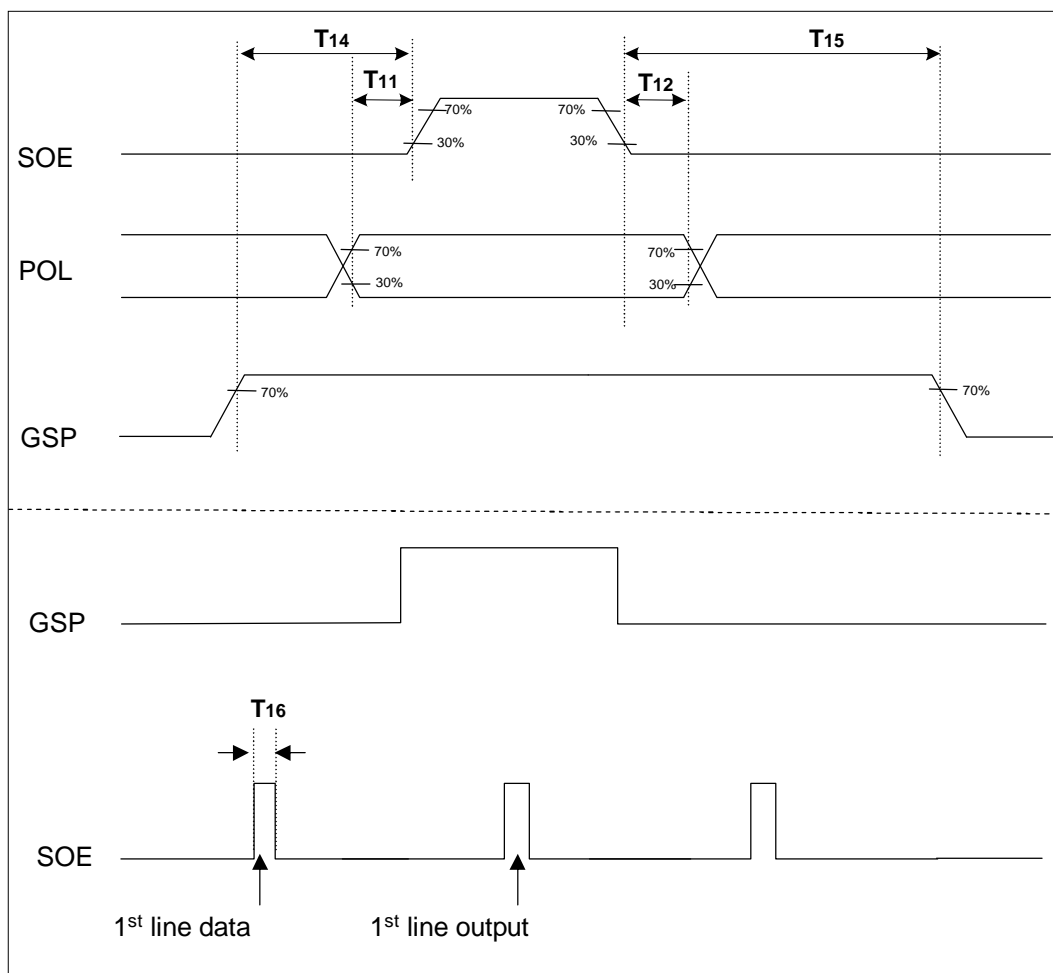 T14
T15
T11
T12
70%
70%
30%
30%
SOE
70%
70%
POL
30%
30%
70%
70%
GSP
GSP
T16
SOE
1st line data
1st line output